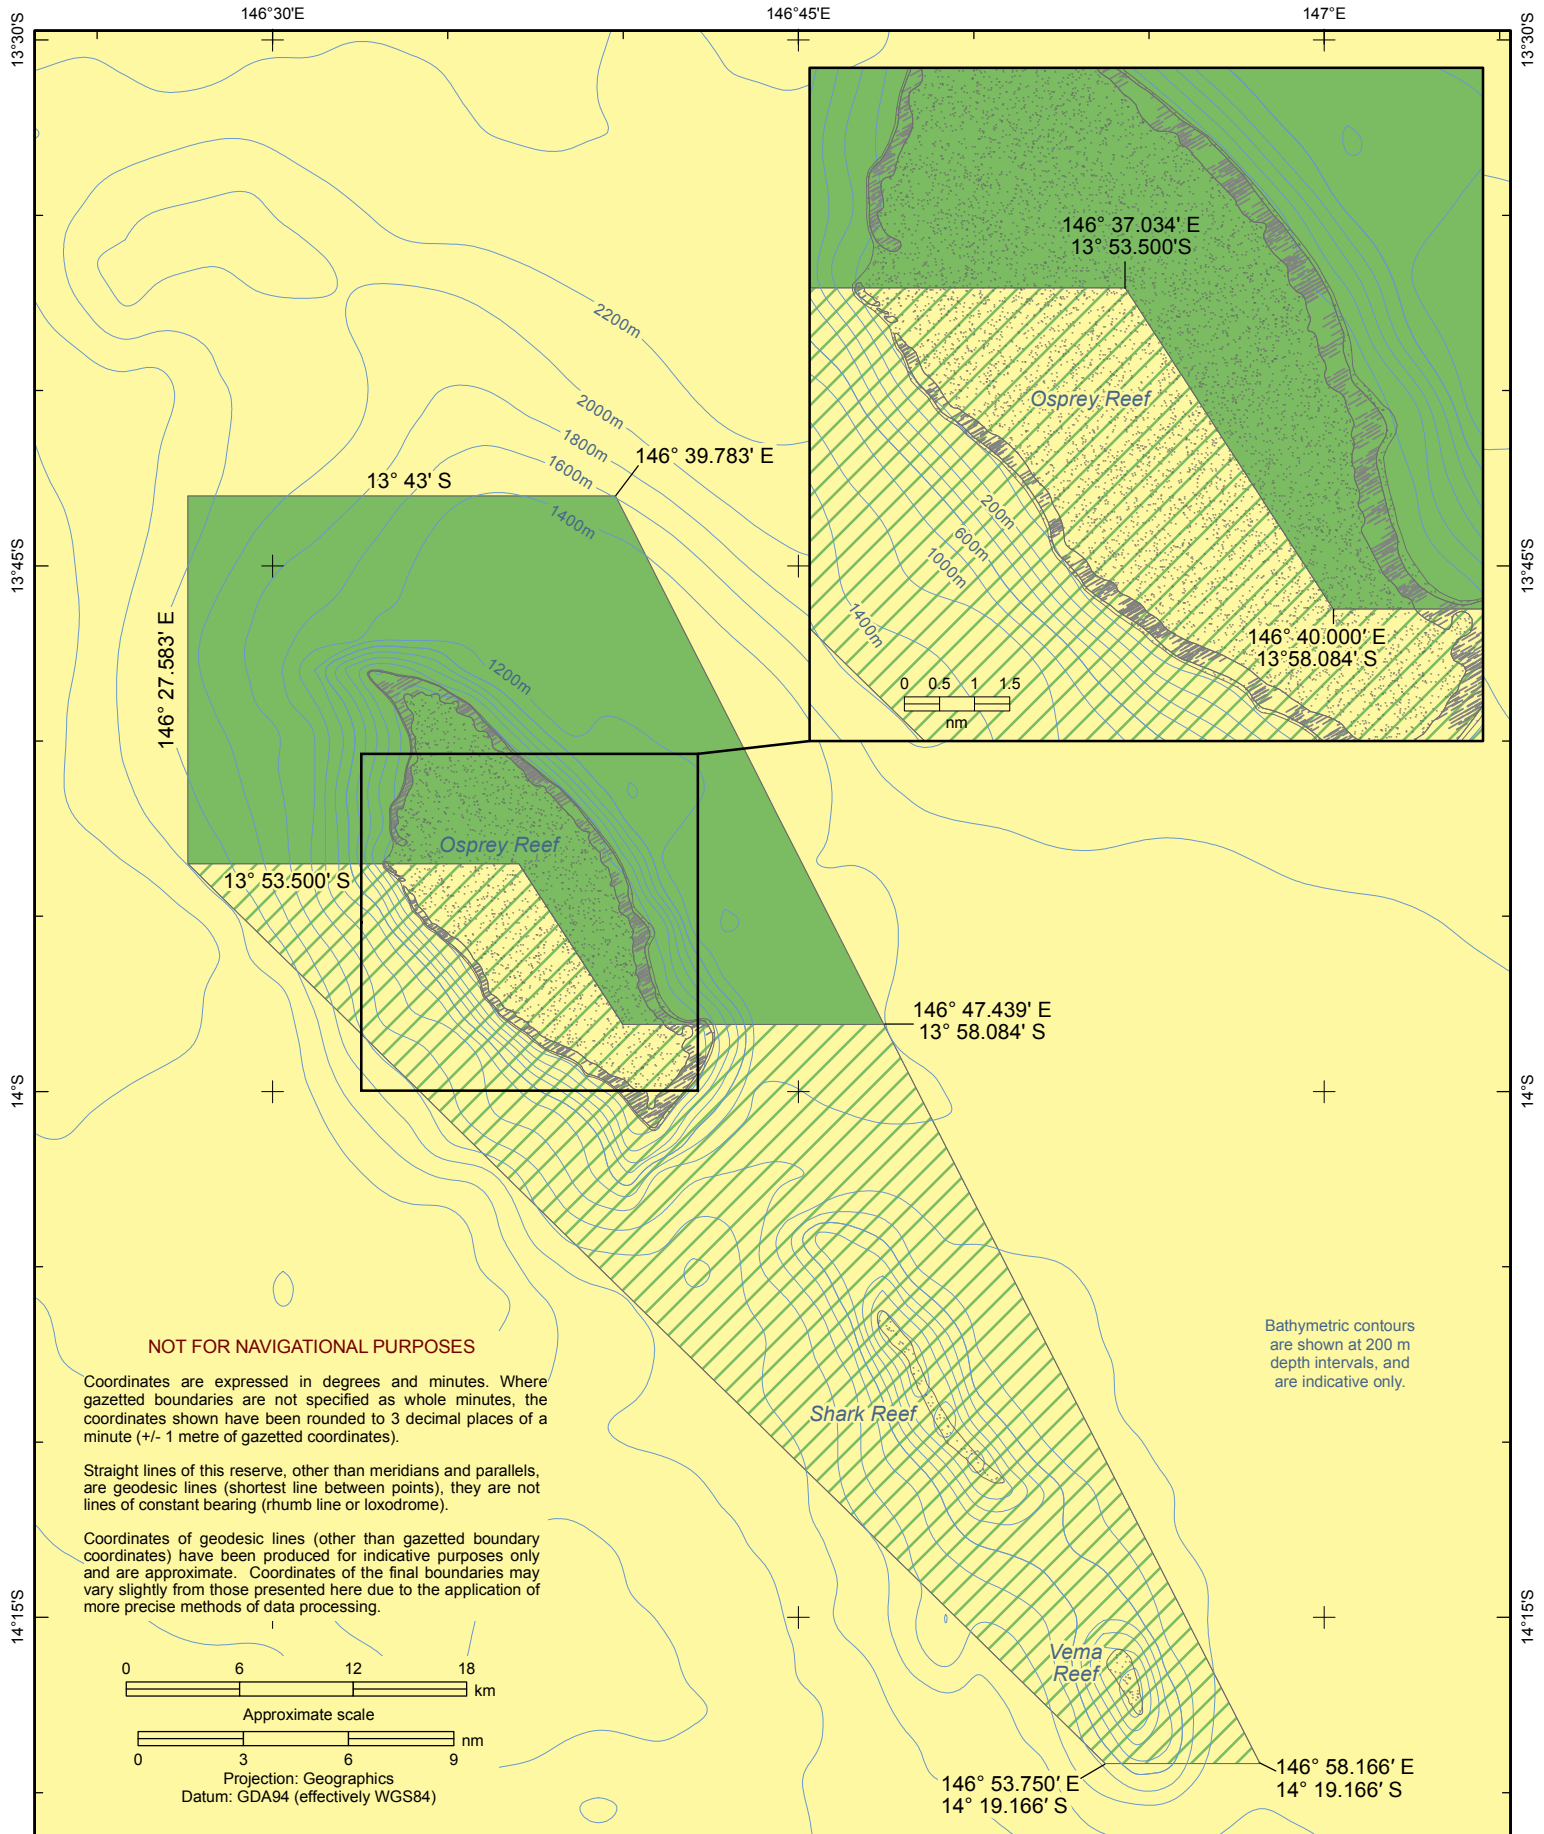 146°30'E
146°45'E
147°E
13°30'S
13°30'S
146° 37.034' E
13° 53.500'S
2200m
2000m
1800m
1600m
1400m
146° 39.783' E
13° 43' S
Osprey Reef
200m
600m
1000m
1400m
13°45'S
13°45'S
146° 27.583' E
1200m
146° 40.000' E
13°58.084' S
0 0.5 1 1.5
nm
Osprey Reef
13° 53.500' S
146° 47.439' E
13° 58.084' S
14°S
14°S
NOT FOR NAVIGATIONAL PURPOSES
Coordinates are expressed in degrees and minutes. Where
gazetted boundaries are not specified as whole minutes, the
coordinates shown have been rounded to 3 decimal places of a
minute (+/- 1 metre of gazetted coordinates).
Straight lines of this reserve, other than meridians and parallels,
are geodesic lines (shortest line between points), they are not
lines of constant bearing (rhumb line or loxodrome).
Coordinates of geodesic lines (other than gazetted boundary
coordinates) have been produced for indicative purposes only
and are approximate. Coordinates of the final boundaries may
vary slightly from those presented here due to the application of
more precise methods of data processing.
Bathymetric contours
are shown at 200 m
depth intervals, and
are indicative only.
Shark Reef
14°15'S
14°15'S
Vema
Reef
0 6 12 18
km
Approximate scale
nm
0 3 6 9
Projection: Geographics
Datum: GDA94 (effectively WGS84)
146° 53.750' E
14° 19.166' S
146° 58.166' E
14° 19.166' S